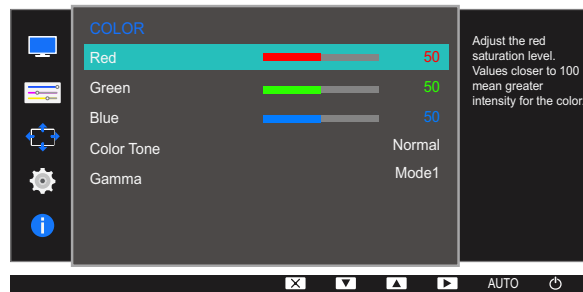 COLOR
Red 50
Green 50
Blue 50
Color Tone Normal
Gamma Mode1
Adjust the red
saturation level.
Values closer to 100
mean greater
intensity for the color.
AUTO